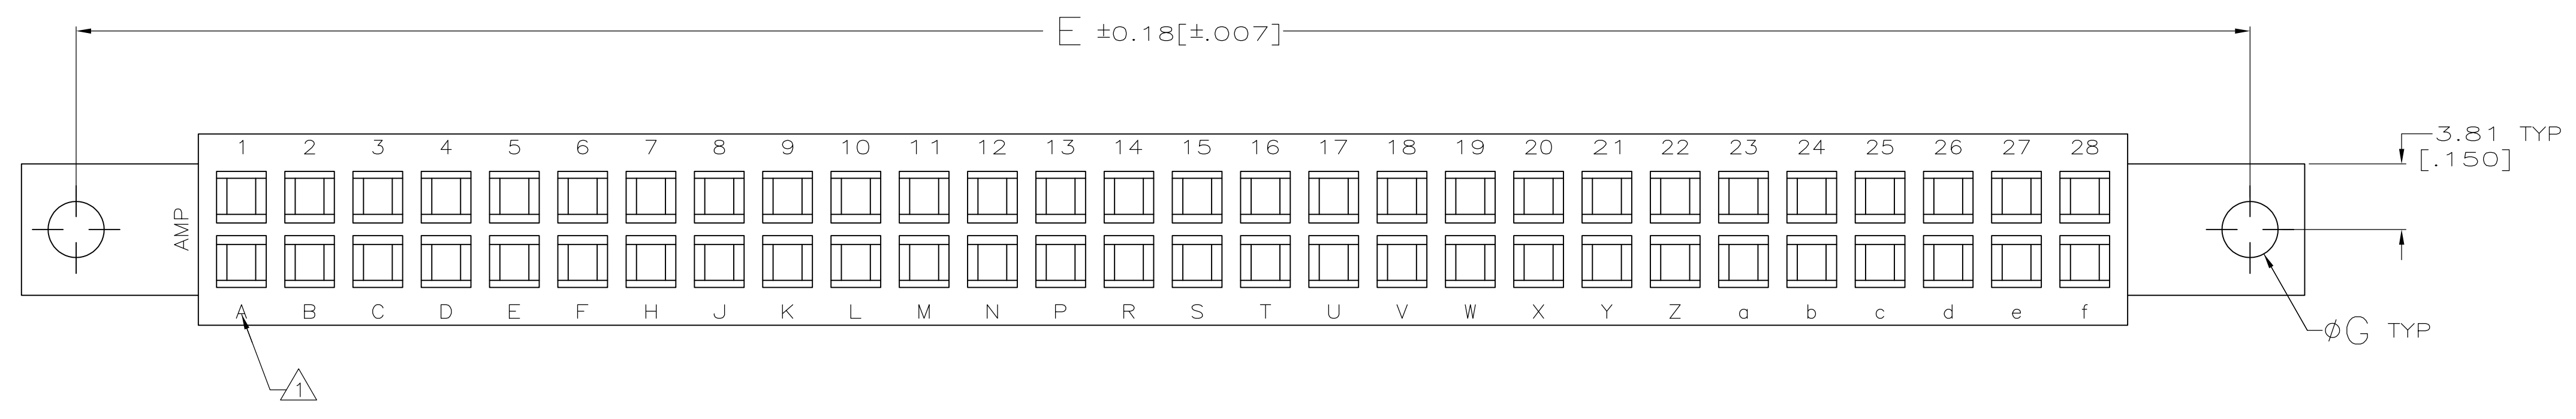 E ±0.18[±.007]
3.81 TYP
[.150]
1 2 3 4 5 6 7 8 9 10 11 12 13 14 15 16 17 18 19 20 21 22 23 24 25 26 27 28
AMP
A B C D E F H J K L M N P R S T U V W X Y Z a b c d e f
ØG TYP
1